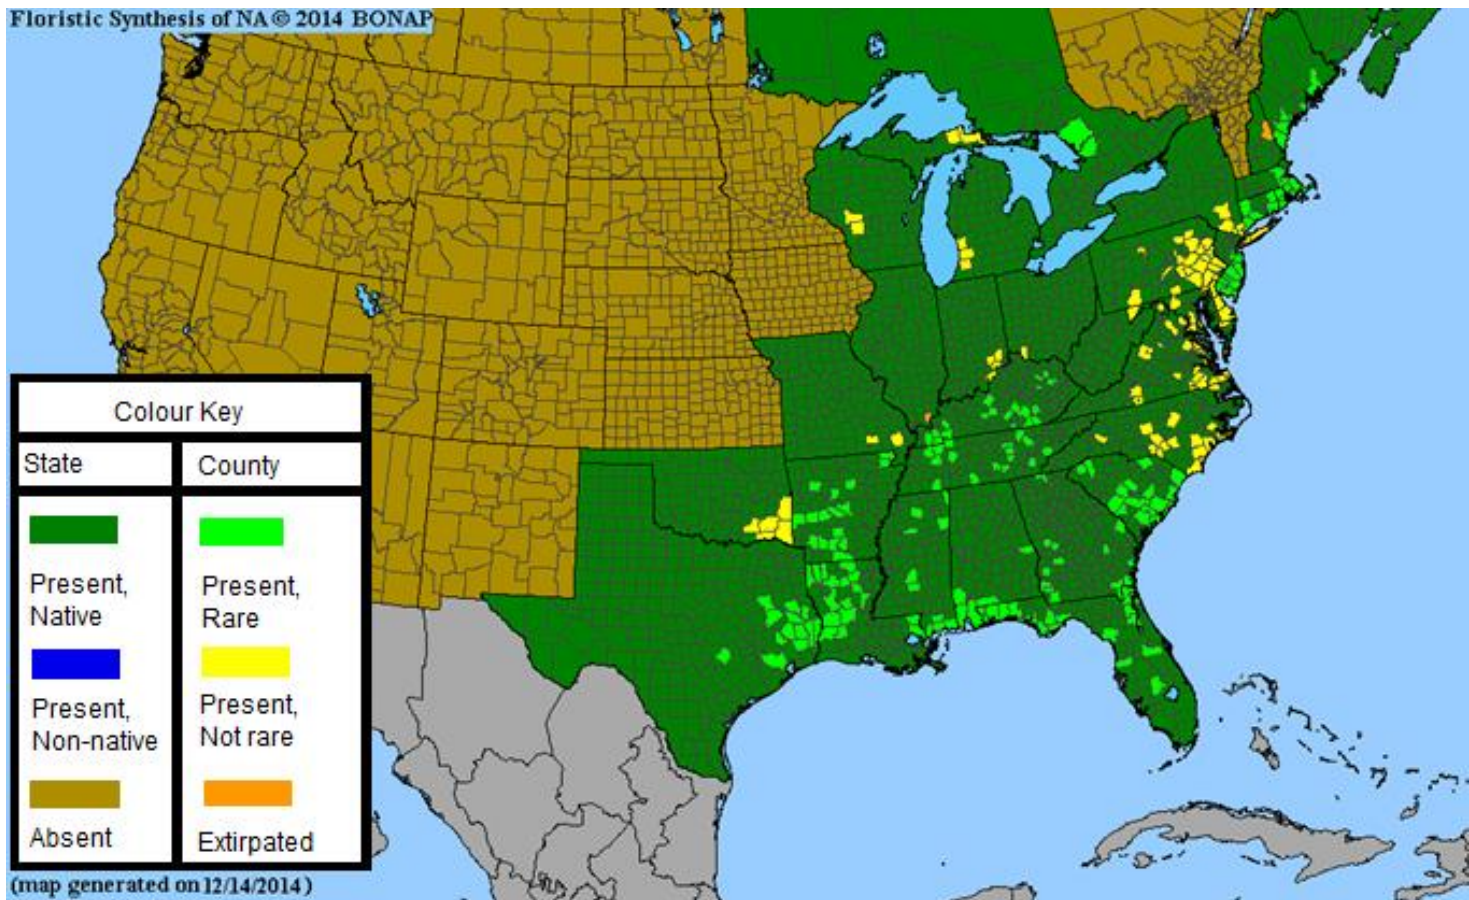 Floristic Synthesis of NA © 2014 BONAP
Colour Key
State
County
Present,
Native
Present,
Rare
Present,
Non-native
Present,
Not rare
Absent
Extirpated
(map generated on 12/14/2014)